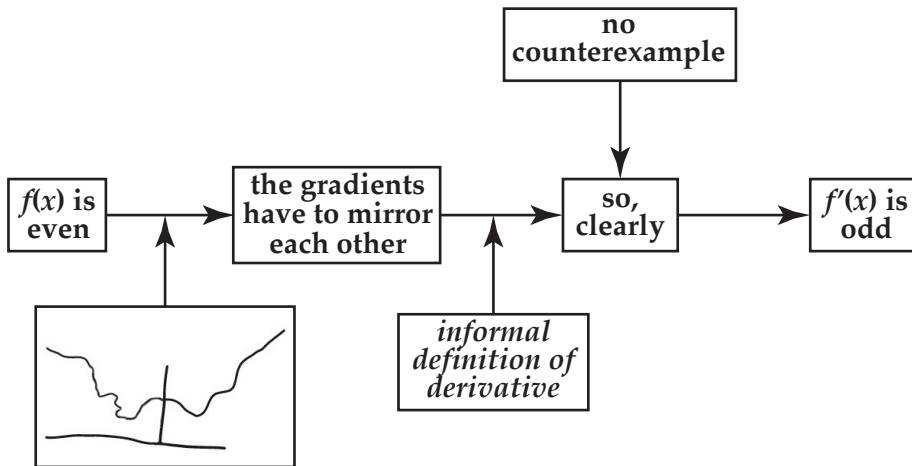 no
counterexample
f(x) is
even
the gradients
have to mirror
each other
so,
clearly
f'(x) is
odd
informal
definition of
derivative